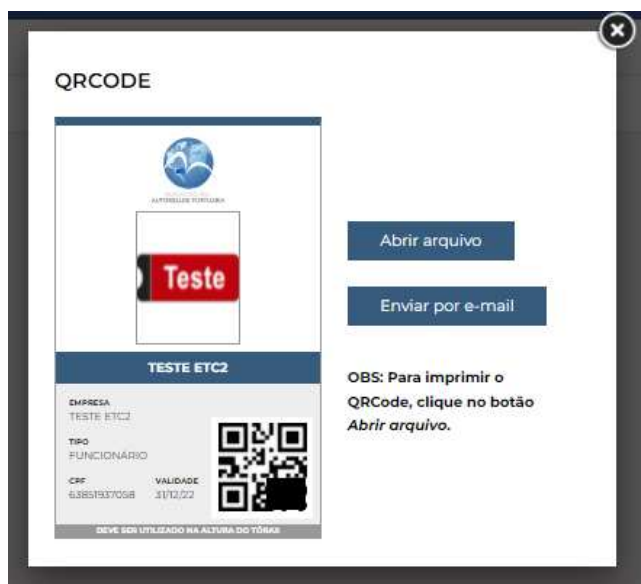 QRCODE
Teste
TESTE ETC2
EMPRESA
TESTE ETC2
TIPO
FUNCIONÁRIO
CPF VALIDADE
63851937058 31/12/22
DEVE SER UTILIZADO NA ALTURA DO TÓRAX
Abrir arquivo
Enviar por e-mail
OBS: Para imprimir o
QRCode, clique no botão
Abrir arquivo.